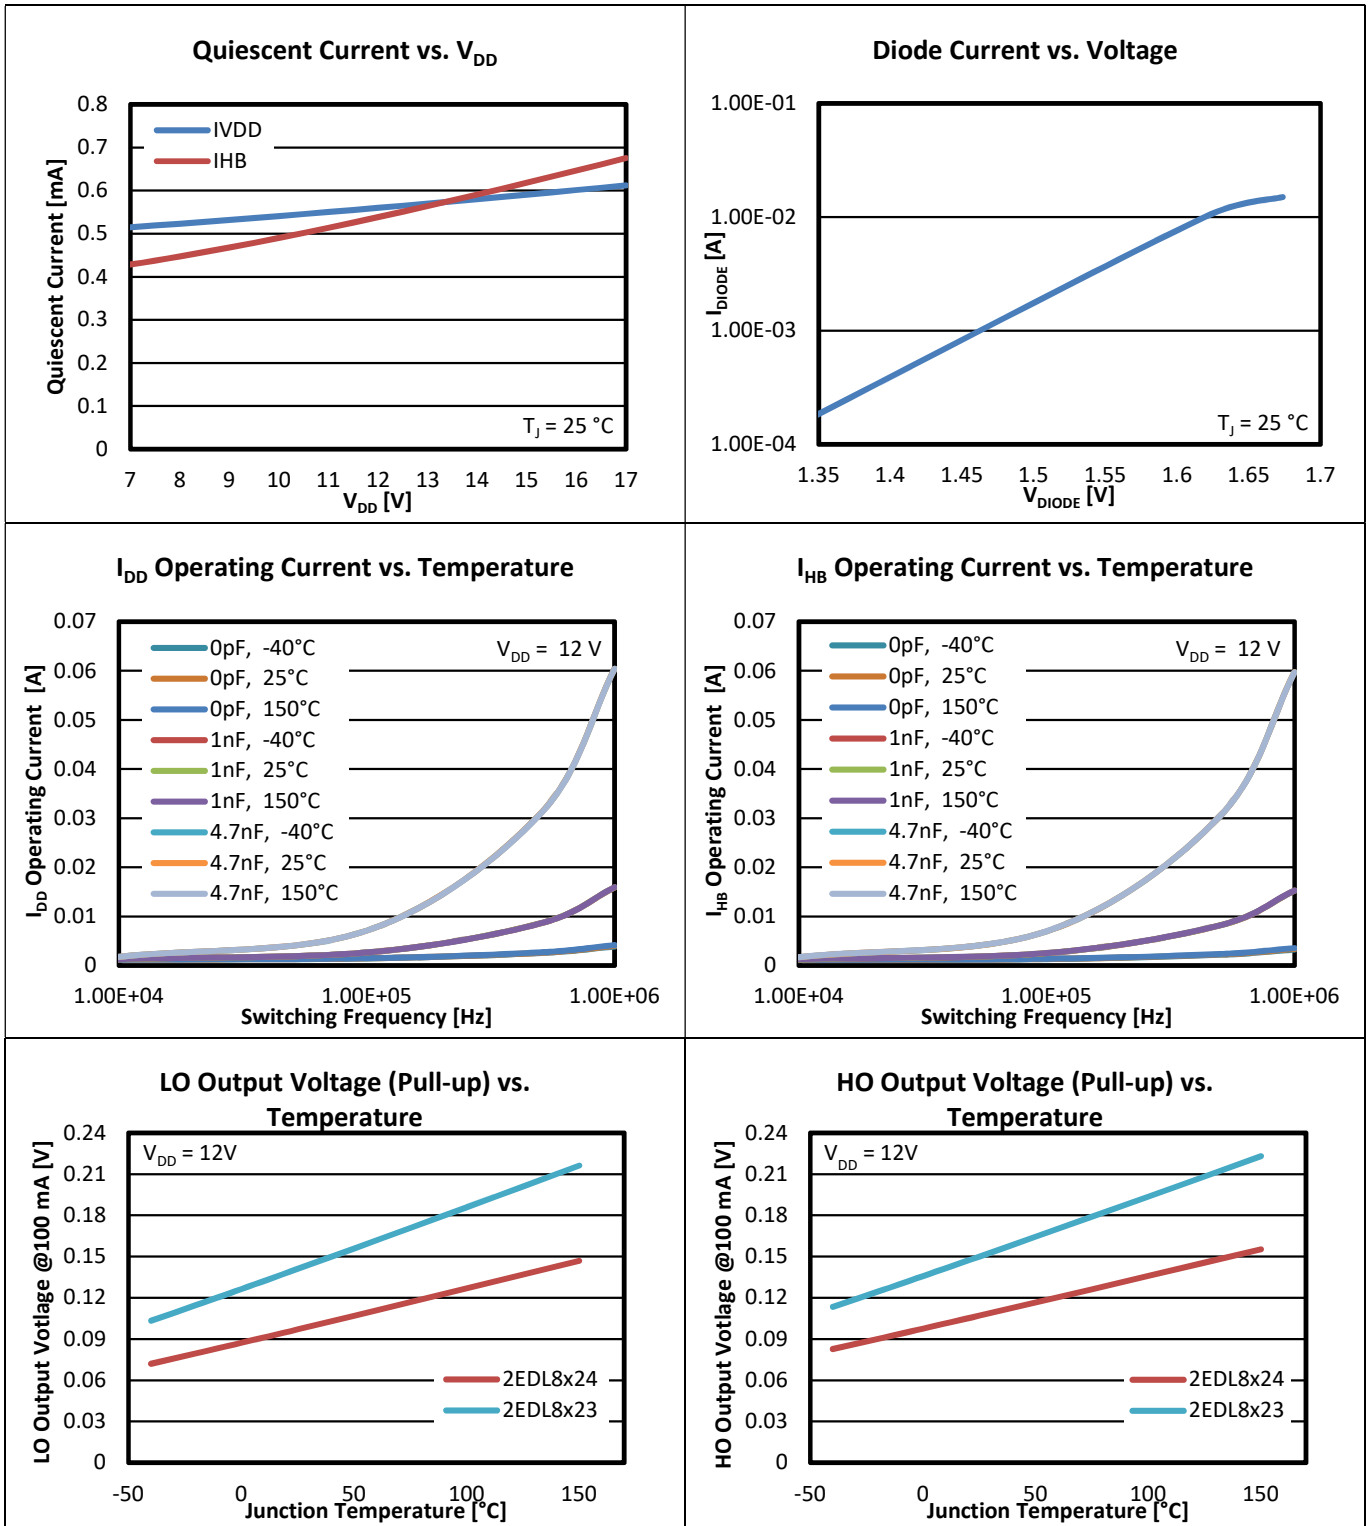 Quiescent Current vs. VDD
Quiescent Current [mA]
0.8
0.7
0.6
0.5
0.4
0.3
0.2
0.1
0
IVDD
IHB
TJ = 25 °C
7 8 9 10 11 12 13 14 15 16 17
VDD [V]
Diode Current vs. Voltage
IDIODE [A]
1.00E-01
1.00E-02
1.00E-03
1.00E-04
TJ = 25 °C
1.35 1.4 1.45 1.5 1.55 1.6 1.65 1.7
VDIODE [V]
IDD Operating Current vs. Temperature
IDD Operating Current [A]
0.07
0.06
0.05
0.04
0.03
0.02
0.01
0
0pF, -40°C
0pF, 25°C
0pF, 150°C
1nF, -40°C
1nF, 25°C
1nF, 150°C
4.7nF, -40°C
4.7nF, 25°C
4.7nF, 150°C
VDD = 12 V
1.00E+04 1.00E+05 1.00E+06
Switching Frequency [Hz]
IHB Operating Current vs. Temperature
IHB Operating Current [A]
0.07
0.06
0.05
0.04
0.03
0.02
0.01
0
0pF, -40°C
0pF, 25°C
0pF, 150°C
1nF, -40°C
1nF, 25°C
1nF, 150°C
4.7nF, -40°C
4.7nF, 25°C
4.7nF, 150°C
VDD = 12 V
1.00E+04 1.00E+05 1.00E+06
Switching Frequency [Hz]
LO Output Voltage (Pull-up) vs.
Temperature
LO Output Votlage @100 mA [V]
0.24
0.21
0.18
0.15
0.12
0.09
0.06
0.03
0
VDD = 12V
2EDL8x24
2EDL8x23
-50 0 50 100 150
Junction Temperature [°C]
HO Output Voltage (Pull-up) vs.
Temperature
HO Output Votlage @100 mA [V]
0.24
0.21
0.18
0.15
0.12
0.09
0.06
0.03
0
VDD = 12V
2EDL8x24
2EDL8x23
-50 0 50 100 150
Junction Temperature [°C]